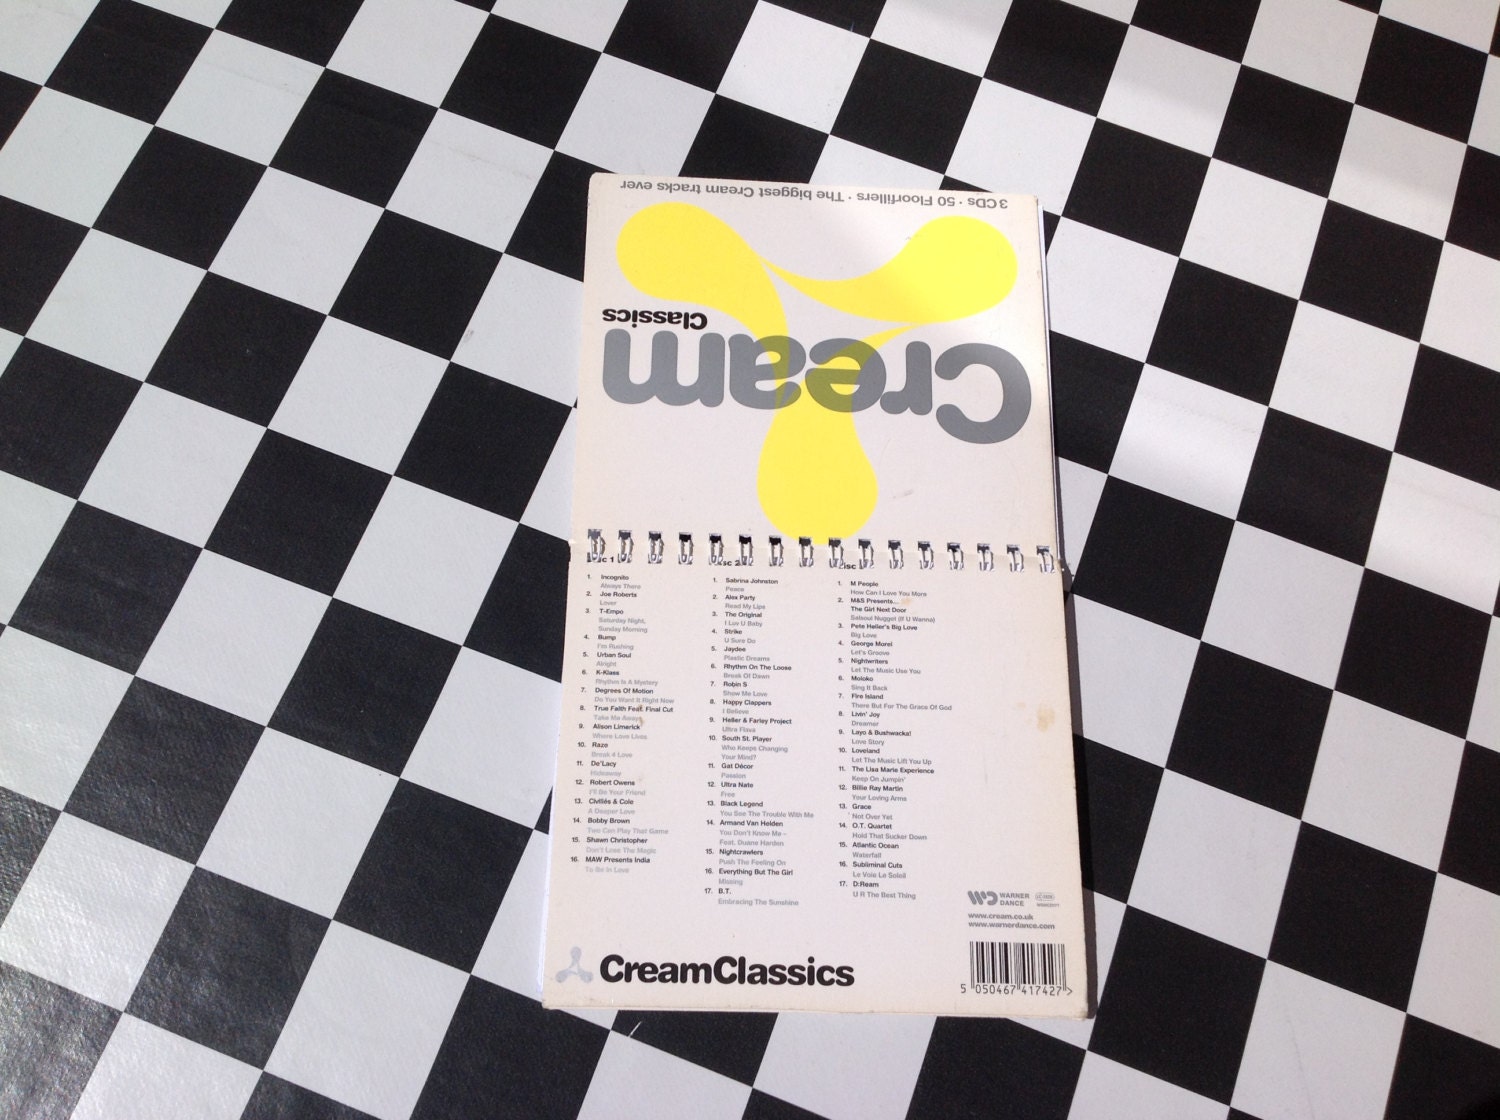 3 CDs · 50 Floorfillers · The biggest Cream tracks ever
Cream
Classics
Disc 1
1. Incognito
Always There
2. Joe Roberts
Lover
3. T-Empo
Saturday Night,
Sunday Morning
4. Bump
I'm Rushing
5. Urban Soul
Alright
6. K-Klass
Rhythm Is A Mystery
7. Degrees Of Motion
Do You Want It Right Now
8. True Faith Feat. Final Cut
Take Me Away
9. Alison Limerick
Where Love Lives
10. Raze
Break 4 Love
11. De'Lacy
Hideaway
12. Robert Owens
I'll Be Your Friend
13. Civillés & Cole
A Deeper Love
14. Bobby Brown
Two Can Play That Game
15. Shawn Christopher
Don't Lose The Magic
16. MAW Presents India
To Be In Love
Disc 2
1. Sabrina Johnston
Peace
2. Alex Party
Read My Lips
3. The Original
I Luv U Baby
4. Strike
U Sure Do
5. Jaydee
Plastic Dreams
6. Rhythm On The Loose
Break Of Dawn
7. Robin S
Show Me Love
8. Happy Clappers
I Believe
9. Heller & Farley Project
Ultra Flava
10. South St. Player
Who Keeps Changing
Your Mind?
11. Gat Décor
Passion
12. Ultra Nate
Free
13. Black Legend
You See The Trouble With Me
14. Armand Van Helden
You Don't Know Me -
Feat. Duane Harden
15. Nightcrawlers
Push The Feeling On
16. Everything But The Girl
Missing
17. B.T.
Embracing The Sunshine
Disc
1. M People
How Can I Love You More
2. M&S Presents...
The Girl Next Door
Salsoul Nugget (If U Wanna)
3. Pete Heller's Big Love
Big Love
4. George Morel
Let's Groove
5. Nightwriters
Let The Music Use You
6. Moloko
Sing It Back
7. Fire Island
There But For The Grace Of God
8. Livin' Joy
Dreamer
9. Layo & Bushwacka!
Love Story
10. Loveland
Let The Music Lift You Up
11. The Lisa Marie Experience
Keep On Jumpin'
12. Billie Ray Martin
Your Loving Arms
13. Grace
Not Over Yet
14. O.T. Quartet
Hold That Sucker Down
15. Atlantic Ocean
Waterfall
16. Subliminal Cuts
Le Voie Le Soleil
17. D:Ream
U R The Best Thing
WARNER
DANCE
www.cream.co.uk
www.warnerdance.com
CreamClassics
5 050467 417427 >